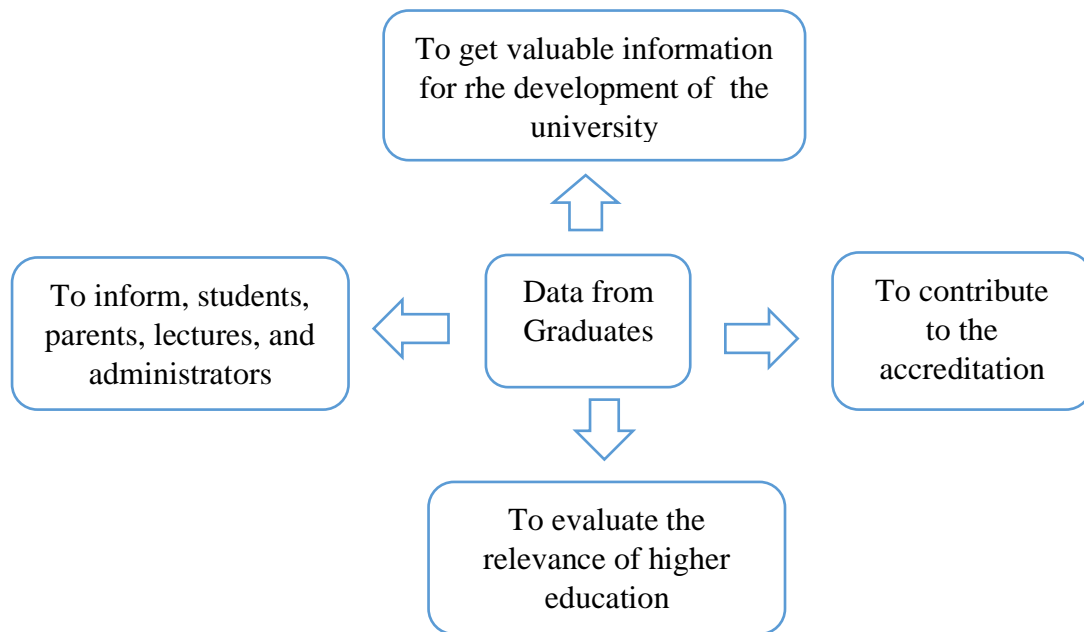 To get valuable information
for rhe development of the
university
To inform, students,
parents, lectures, and
administrators
Data from
Graduates
To contribute
to the
accreditation
To evaluate the
relevance of higher
education